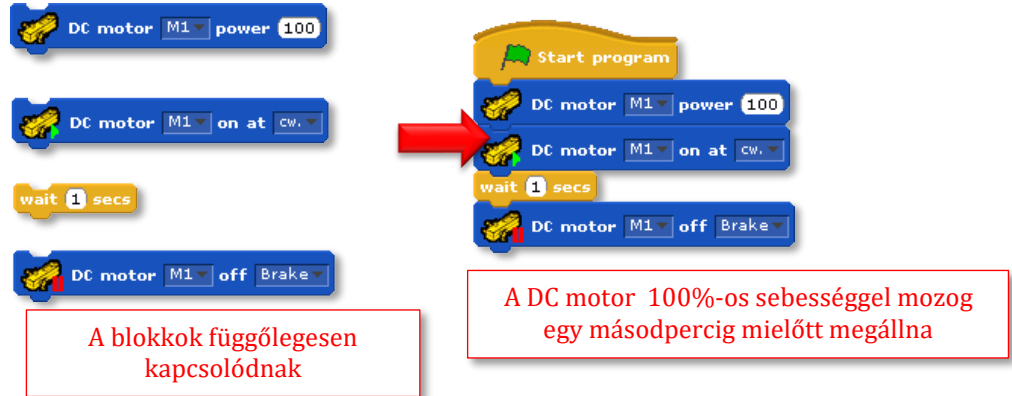 DC motor M1 power 100
DC motor M1 on at cw.
wait 1 secs
DC motor M1 off Brake
A blokkok függőlegesen
kapcsolódnak
Start program
DC motor M1 power 100
DC motor M1 on at cw.
wait 1 secs
DC motor M1 off Brake
A DC motor 100%-os sebességgel mozog
egy másodpercig mielőtt megállna